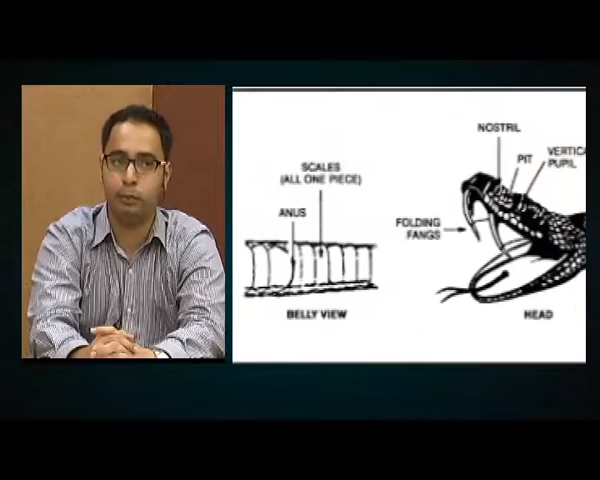 SCALES
(ALL ONE PIECE)
ANUS
BELLY VIEW
NOSTRIL
PIT
VERTICA
PUPIL
FOLDING
FANGS
HEAD